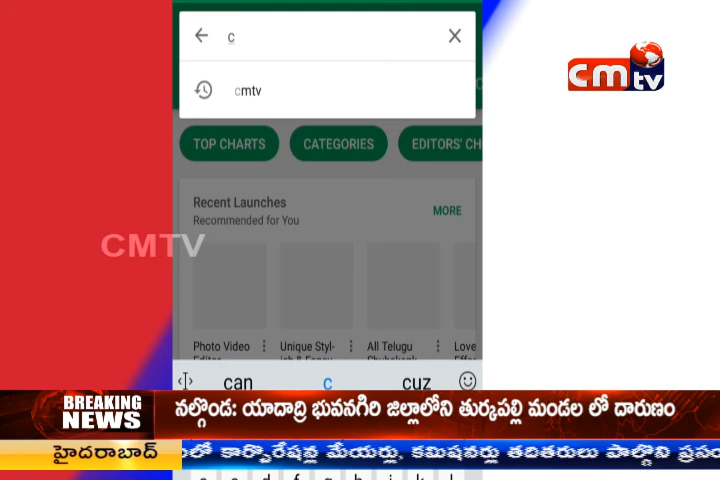 c
cmtv
cmtv
TOP CHARTS CATEGORIES EDITORS' CH
Recent Launches
Recommended for You
MORE
CMTV
Photo Video
Unique Styl-
All Telugu
Love
can c cuz
BREAKING NEWS
నల్గొండ: యాదాద్రి భువనగిరి జిల్లాలోని తుర్కపల్లి మండల లో దారుణం
హైదరాబాద్
లో కార్పొరేషన్ల మేయర్లు, కమిషనర్లు తదితరులు పాల్గొని ప్రసం